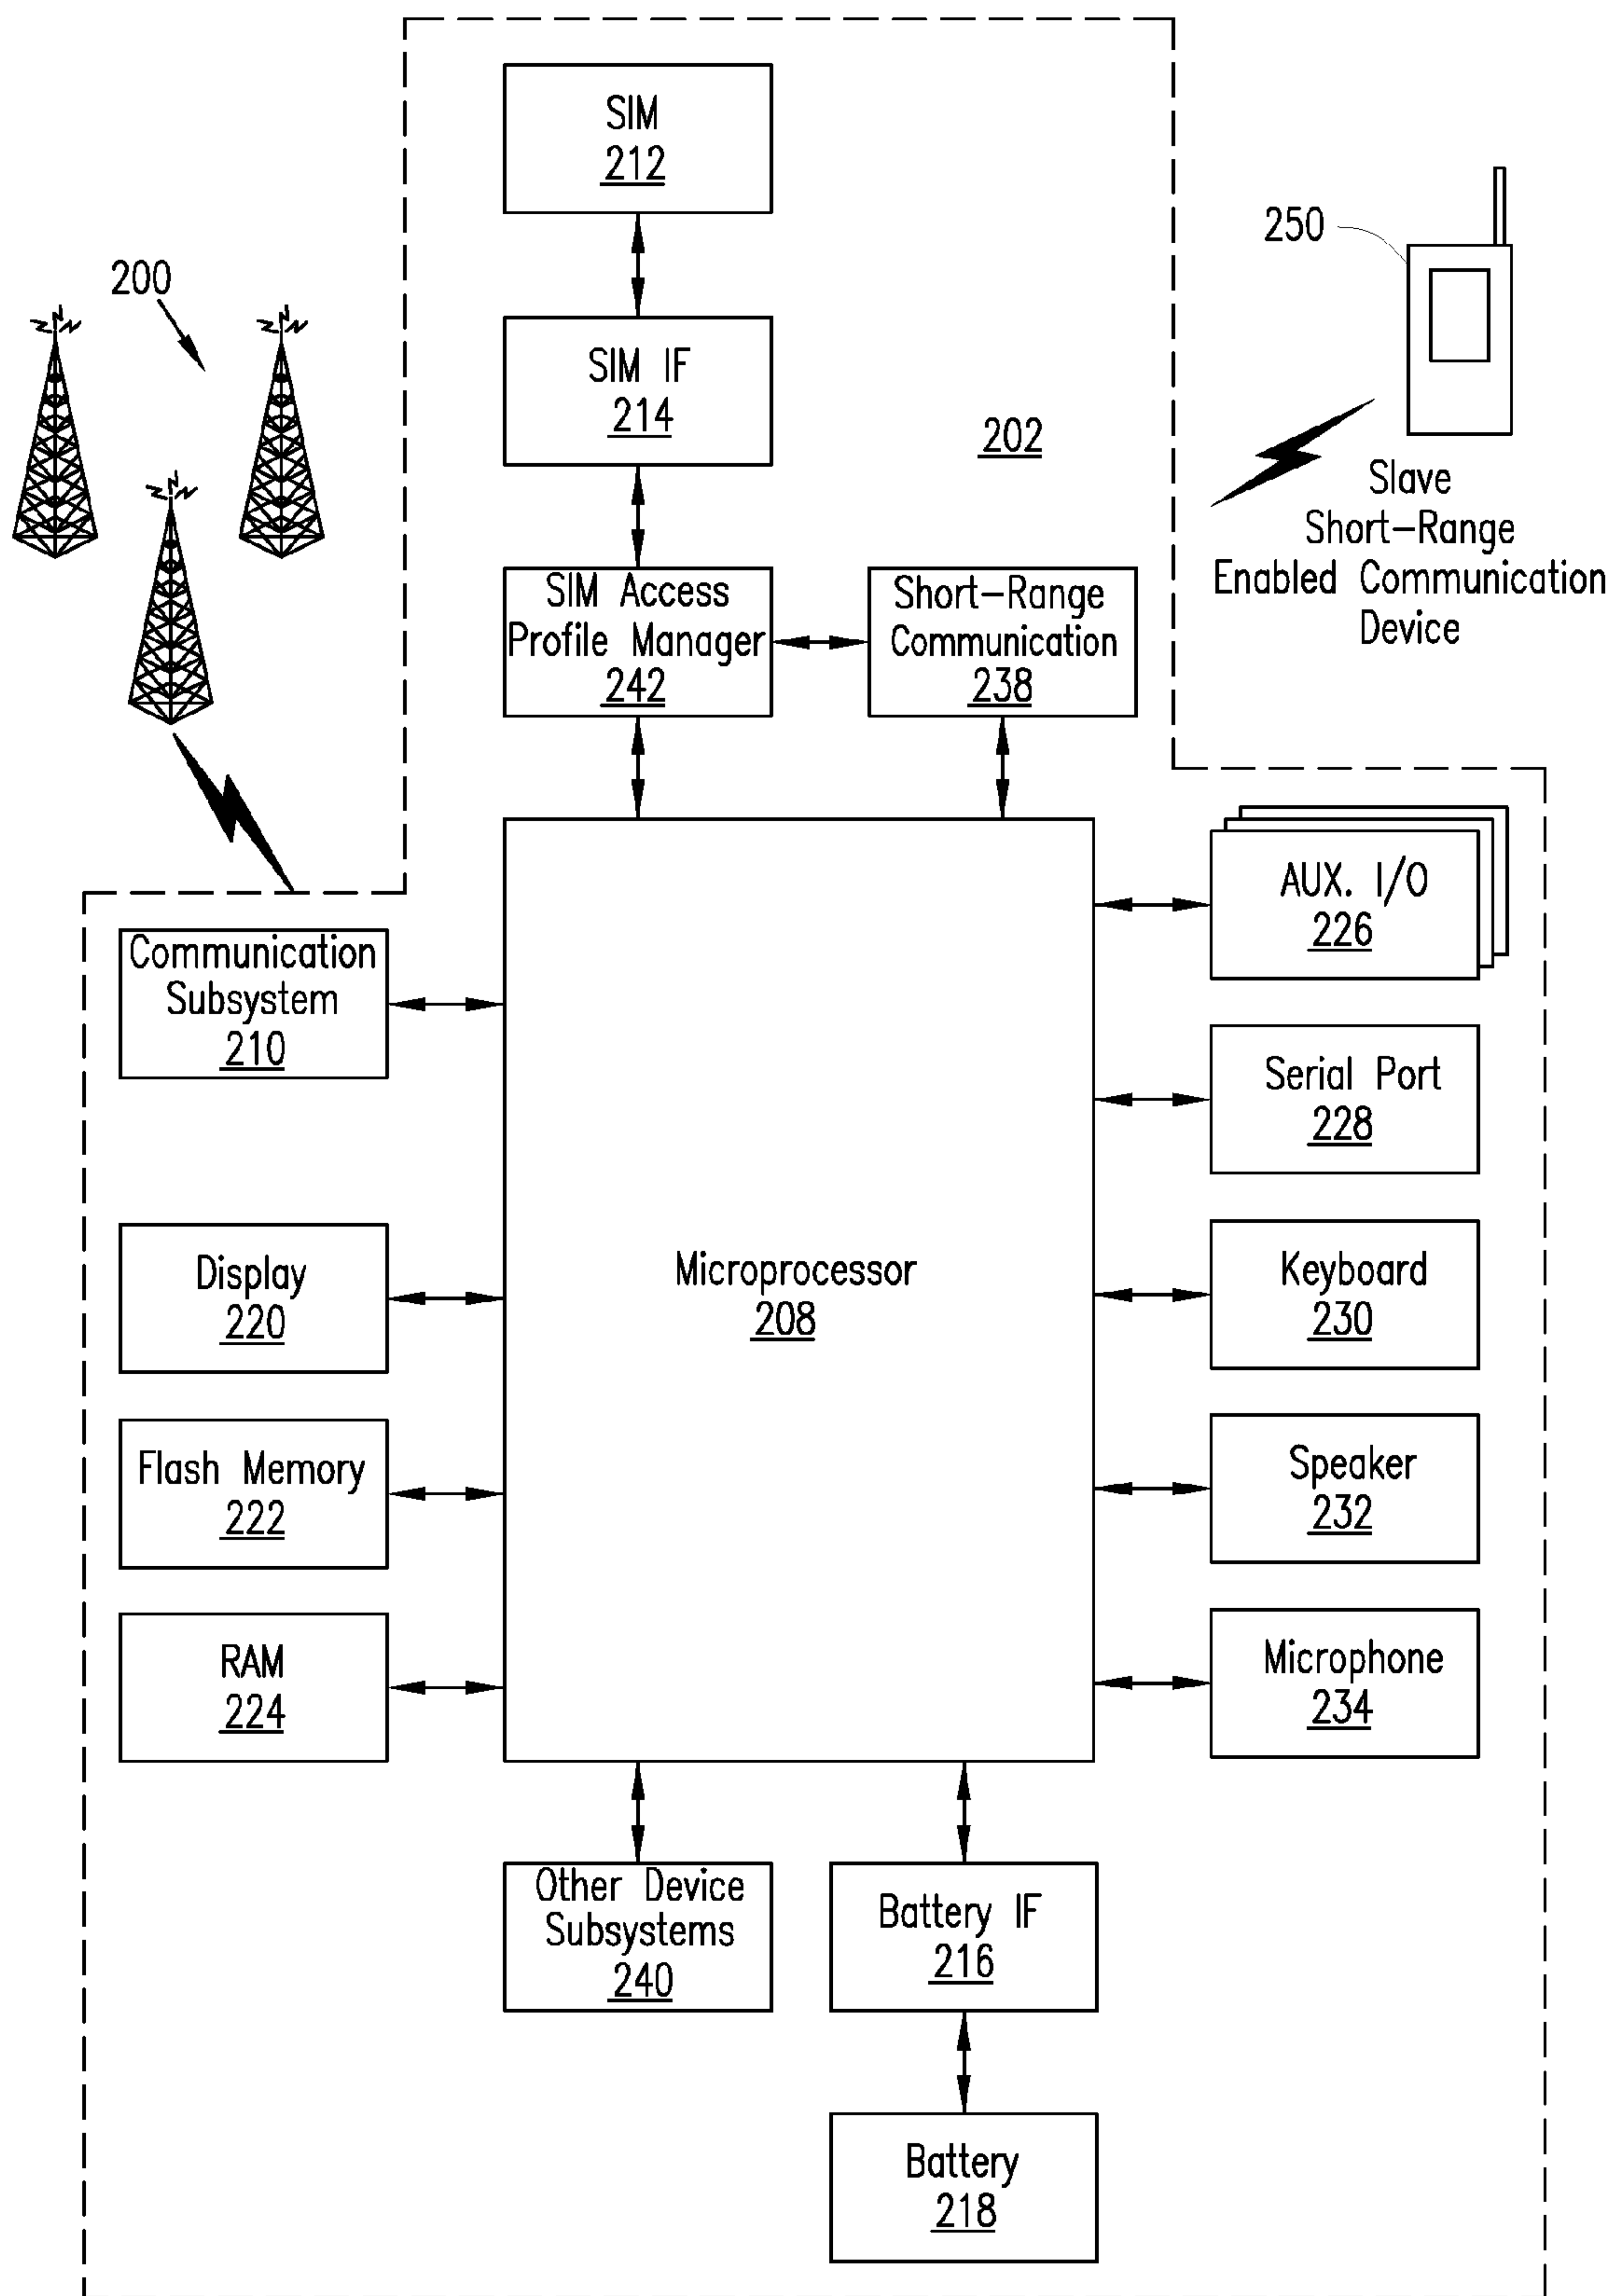 SIM
212
200
250
SIM IF
214
202
Slave
Short-Range
Enabled Communication
Device
SIM Access
Profile Manager
242
Short-Range
Communication
238
AUX. I/O
226
Communication
Subsystem
210
Serial Port
228
Display
220
Microprocessor
208
Keyboard
230
Flash Memory
222
Speaker
232
RAM
224
Microphone
234
Other Device
Subsystems
240
Battery IF
216
Battery
218